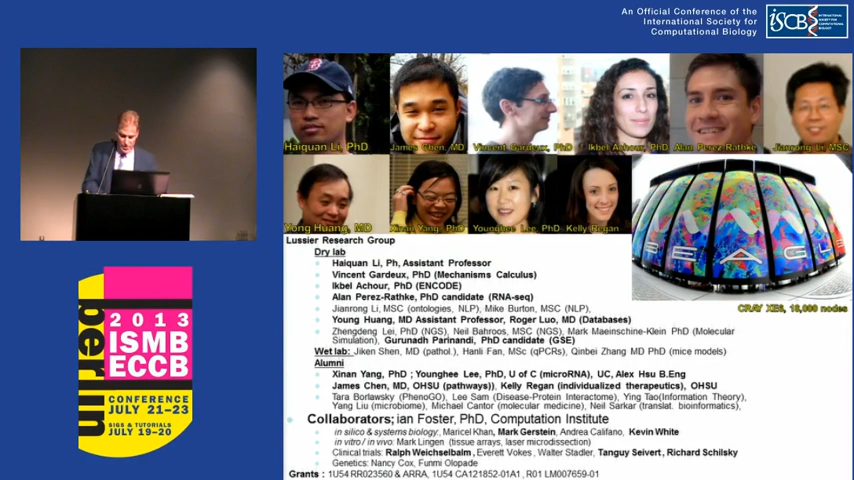 An Official Conference of the
International Society for
Computational Biology
ISCB
INTERNATIONAL
SOCIETY FOR
COMPUTATIONAL
BIOLOGY
Haiquan Li, PhD
James Chen, MD
Vincent Gardeux, PhD
Ikbel Achour, PhD
Alan Perez-Rathke
Jianrong Li, MSC
Yong Huang, MD
Xinan Yang, PhD
Younghee Lee, PhD
Kelly Regan
BEAGLE
CRAY XE6, 18,000 nodes
Lussier Research Group
Dry lab
Haiquan Li, Ph, Assistant Professor
Vincent Gardeux, PhD (Mechanisms Calculus)
Ikbel Achour, PhD (ENCODE)
Alan Perez-Rathke, PhD candidate (RNA-seq)
Jianrong Li, MSC (ontologies, NLP), Mike Burton, MSC (NLP),
Young Huang, MD Assistant Professor, Roger Luo, MD (Databases)
Zhengdeng Lei, PhD (NGS), Neil Bahroos, MSC (NGS), Mark Maeinschine-Klein PhD (Molecular
Simulation), Gurunadh Parinandi, PhD candidate (GSE)
Wet lab: Jiken Shen, MD (pathol.), Hanli Fan, MSc (qPCRs), Qinbei Zhang MD PhD (mice models)
Alumni
Xinan Yang, PhD ; Younghee Lee, PhD, U of C (microRNA), UC, Alex Hsu B.Eng
James Chen, MD, OHSU (pathways)), Kelly Regan (individualized therapeutics), OHSU
Tara Borlawsky (PhenoGO), Lee Sam (Disease-Protein Interactome), Ying Tao(Information Theory),
Yang Liu (microbiome), Michael Cantor (molecular medicine), Neil Sarkar (translat. bioinformatics),
Collaborators; ian Foster, PhD, Computation Institute
in silico & systems biology: Maricel Khan, Mark Gerstein, Andrea Califano, Kevin White
in vitro / in vivo: Mark Lingen (tissue arrays, laser microdissection)
Clinical trials: Ralph Weichselbalm, Everett Vokes, Walter Stadler, Tanguy Seivert, Richard Schilsky
Genetics: Nancy Cox, Funmi Olopade
Grants : 1U54 RR023560 & ARRA, 1U54 CA121852-01A1, R01 LM007659-01
berlin
2013
ISMB
ECCB
CONFERENCE
JULY 21-23
SIGS & TUTORIALS
JULY 19-20